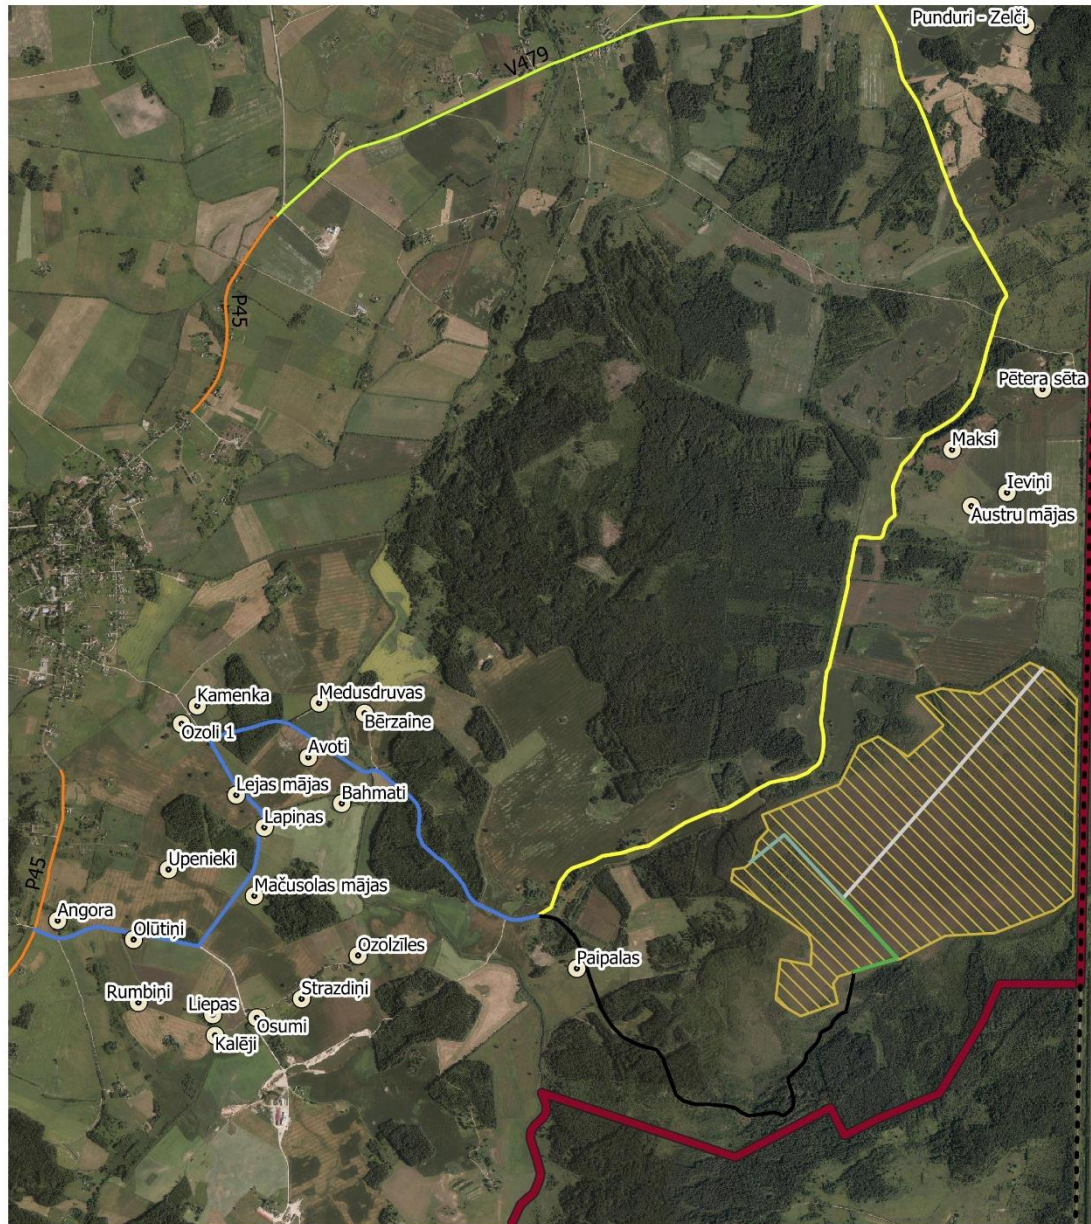 Punduri - Zelči
V479
P45
Pētera sēta
Maksi
Ieviņi
Austru mājas
Kamenka
Medusdruvas
Bērzaine
Ozoli 1
Avoti
Lejas mājas
Bahmati
Lapiņas
Upenieki
P45
Mačusolas mājas
Angora
Olūtiņi
Ozolzīles
Paipalas
Rumbiņi
Liepas
Strazdiņi
Osumi
Kalēji